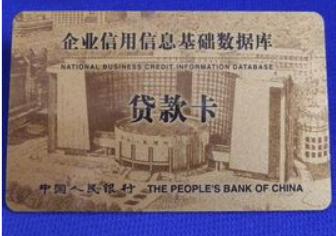 企业信用信息基础数据库
NATIONAL BUSINESS CREDIT INFORMATION DATABASE
贷款卡
中国人民银行 THE PEOPLE'S BANK OF CHINA